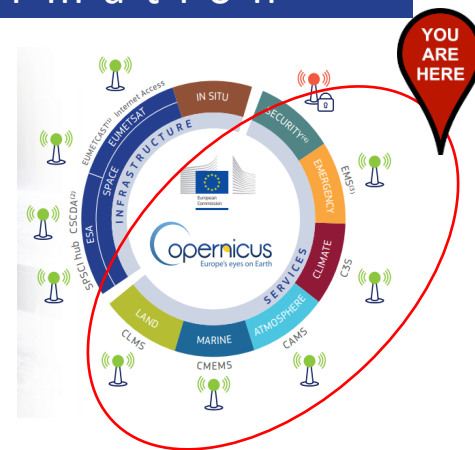 i m a t i o n
YOU
ARE
HERE
IN SITU
Internet Access
EUMETCAST(1)
EUMETSAT
SPACE
ESA
CSCDA(2)
SPSCI hub
INFRASTRUCTURE
SECURITY(4)
EMERGENCY
EMS(3)
CLIMATE
C3S
SERVICES
ATMOSPHERE
CAMS
MARINE
CMEMS
LAND
CLMS
European
Commission
opernicus
Europe's eyes on Earth